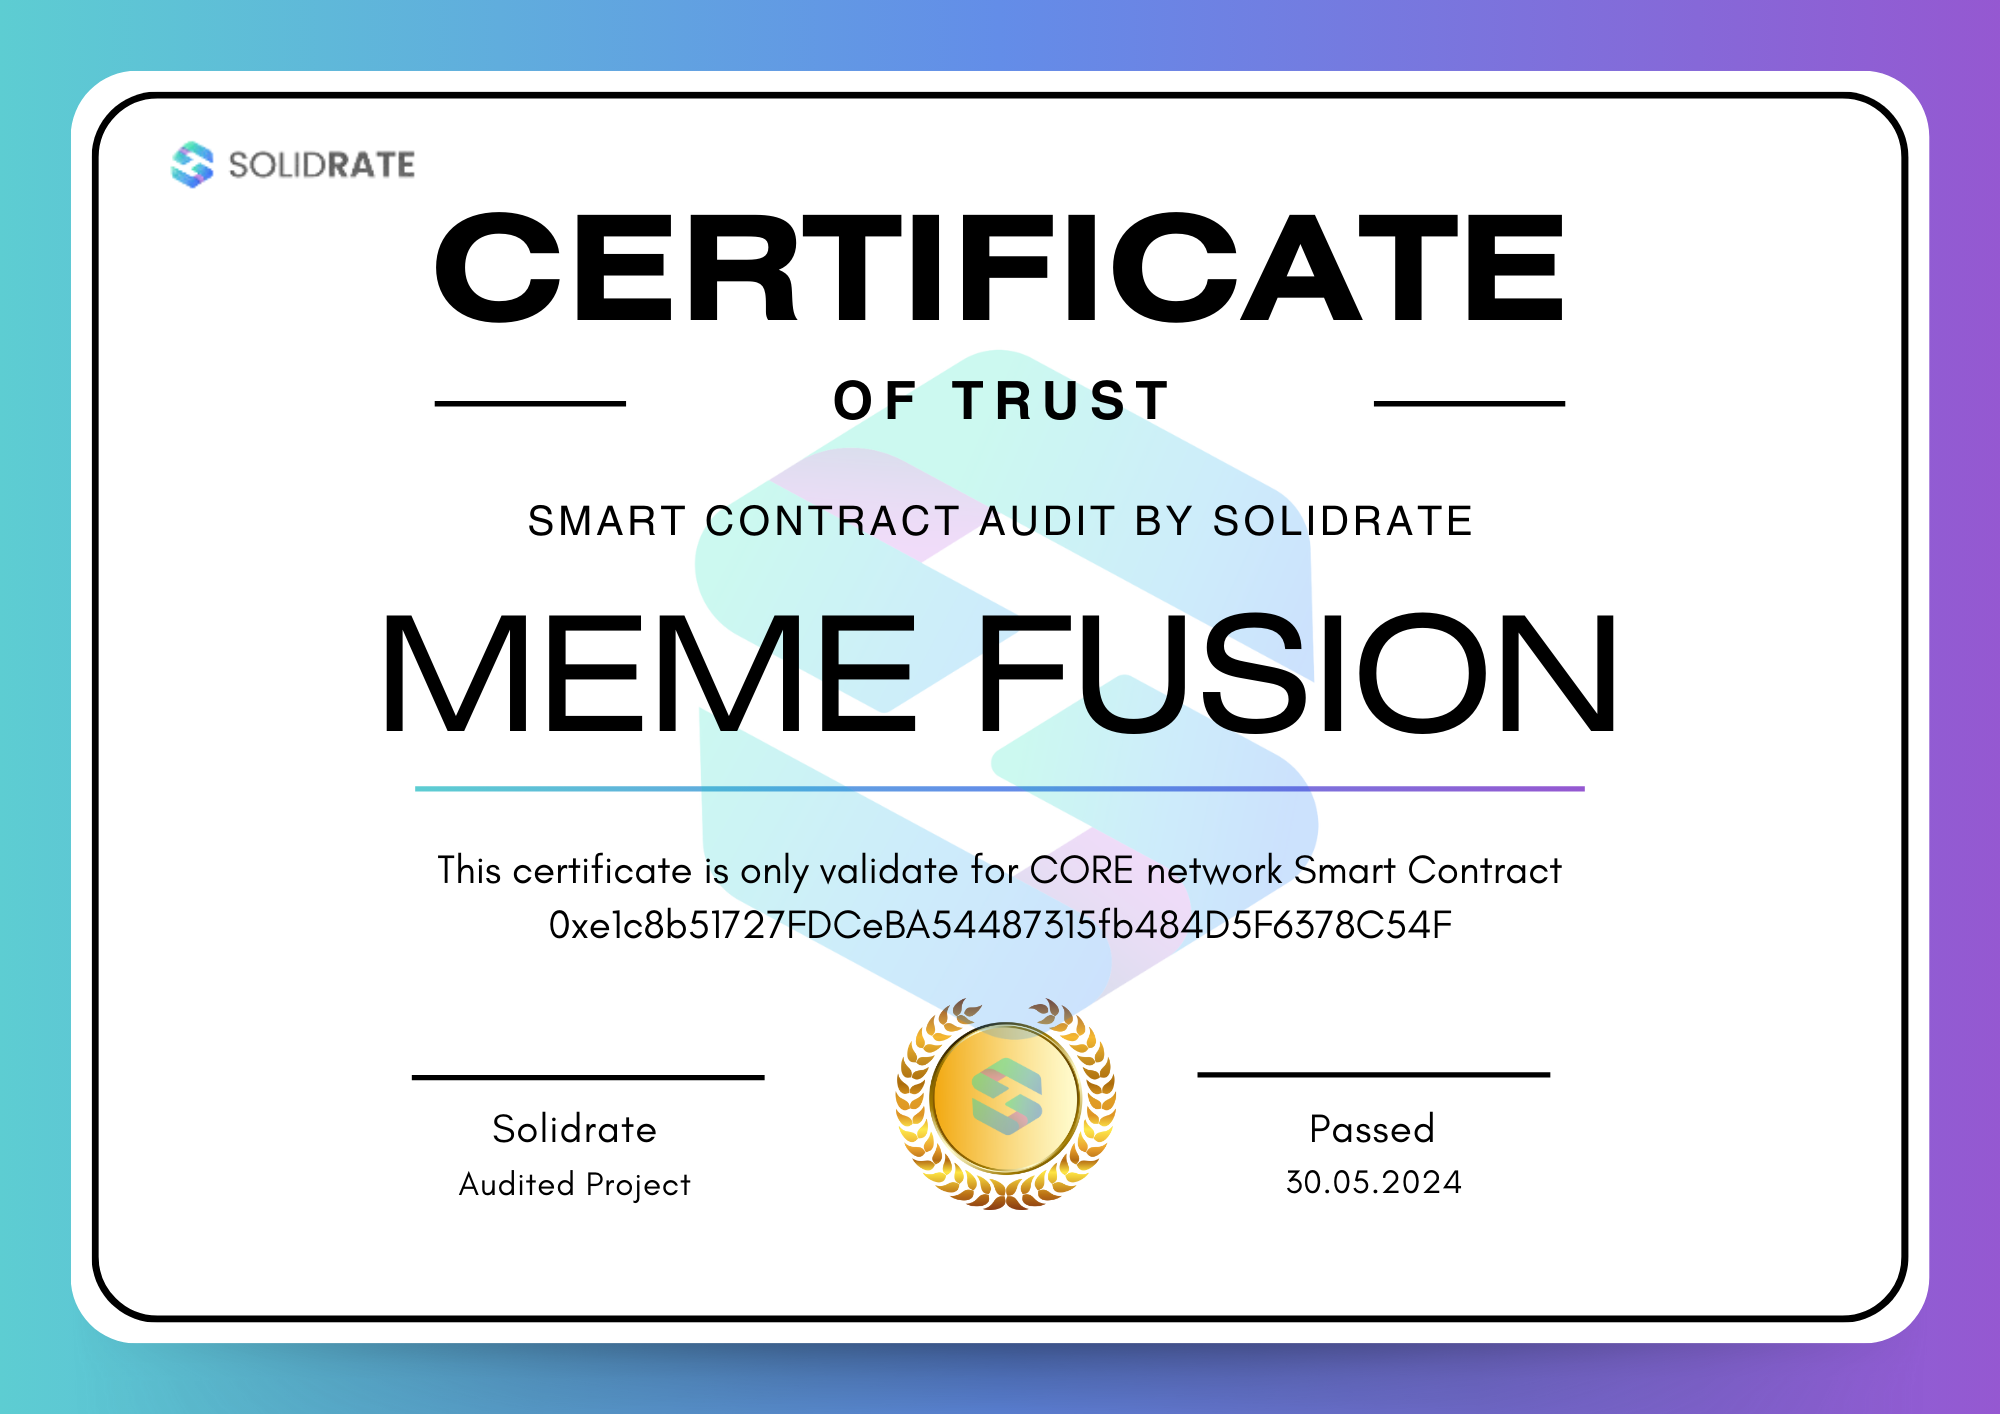 SOLIDRATE
CERTIFICATE
OF TRUST
SMART CONTRACT AUDIT BY SOLIDRATE
MEME FUSION
This certificate is only validate for CORE network Smart Contract
0xe1c8b51727FDCeBA54487315fb484D5F6378C54F
Solidrate
Audited Project
Passed
30.05.2024